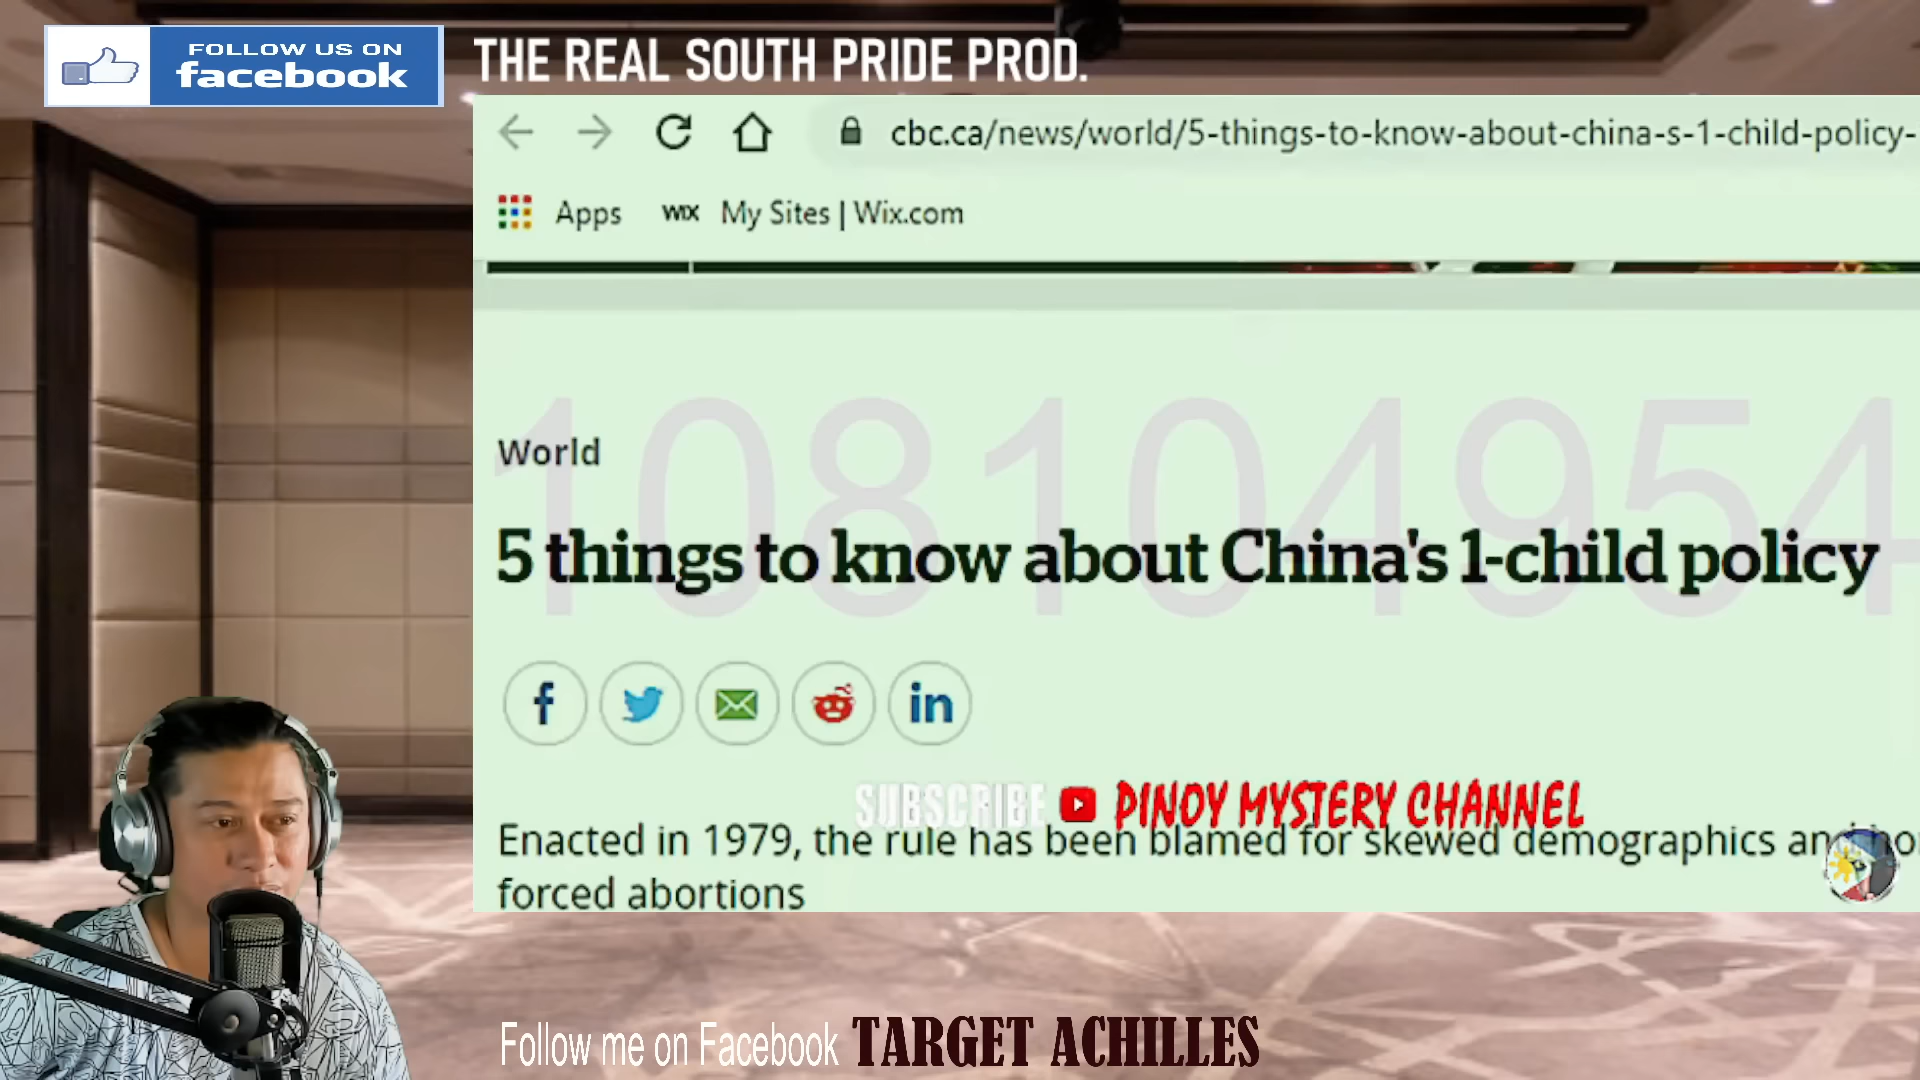 FOLLOW US ON
facebook
THE REAL SOUTH PRIDE PROD.
cbc.ca/news/world/5-things-to-know-about-china-s-1-child-policy-
Apps
WIX My Sites | Wix.com
108104954
World
5 things to know about China's 1-child policy
f
in
SUBSCRIBE PINOY MYSTERY CHANNEL
Enacted in 1979, the rule has been blamed for skewed demographics and
forced abortions
Follow me on Facebook TARGET ACHILLES